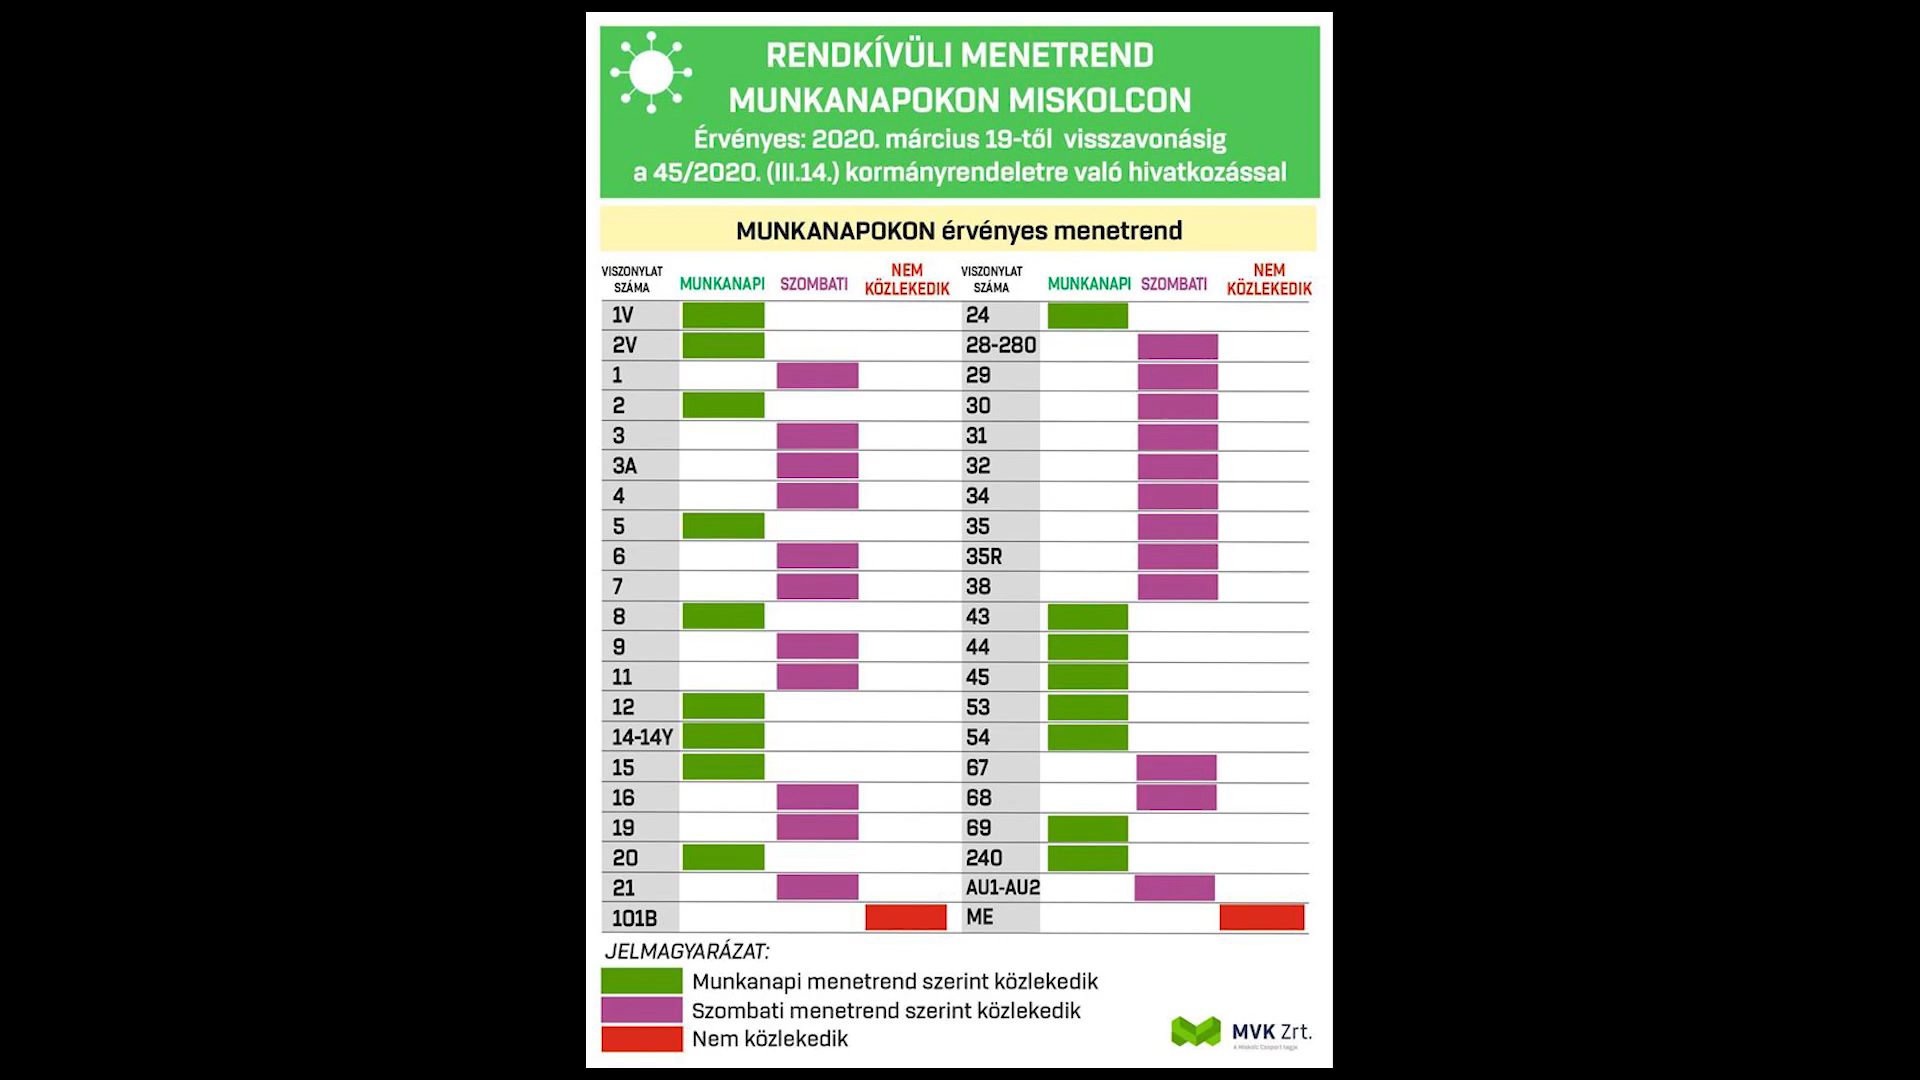 RENDKÍVÜLI MENETREND
MUNKANAPOKON MISKOLCON
Érvényes: 2020. március 19-től visszavonásig
a 45/2020. (III.14.) kormányrendeletre való hivatkozással
MUNKANAPOKON érvényes menetrend
VISZONYLAT SZÁMA MUNKANAPI SZOMBATI NEM KÖZLEKEDIK VISZONYLAT SZÁMA MUNKANAPI SZOMBATI NEM KÖZLEKEDIK
1V 24
2V 28-280
1 29
2 30
3 31
3A 32
4 34
5 35
6 35R
7 38
8 43
9 44
11 45
12 53
14-14Y 54
15 67
16 68
19 69
20 240
21 AU1-AU2
101B ME
JELMAGYARÁZAT:
Munkanapi menetrend szerint közlekedik
Szombati menetrend szerint közlekedik
Nem közlekedik
MVK Zrt.
A Miskolc Csoport tagja